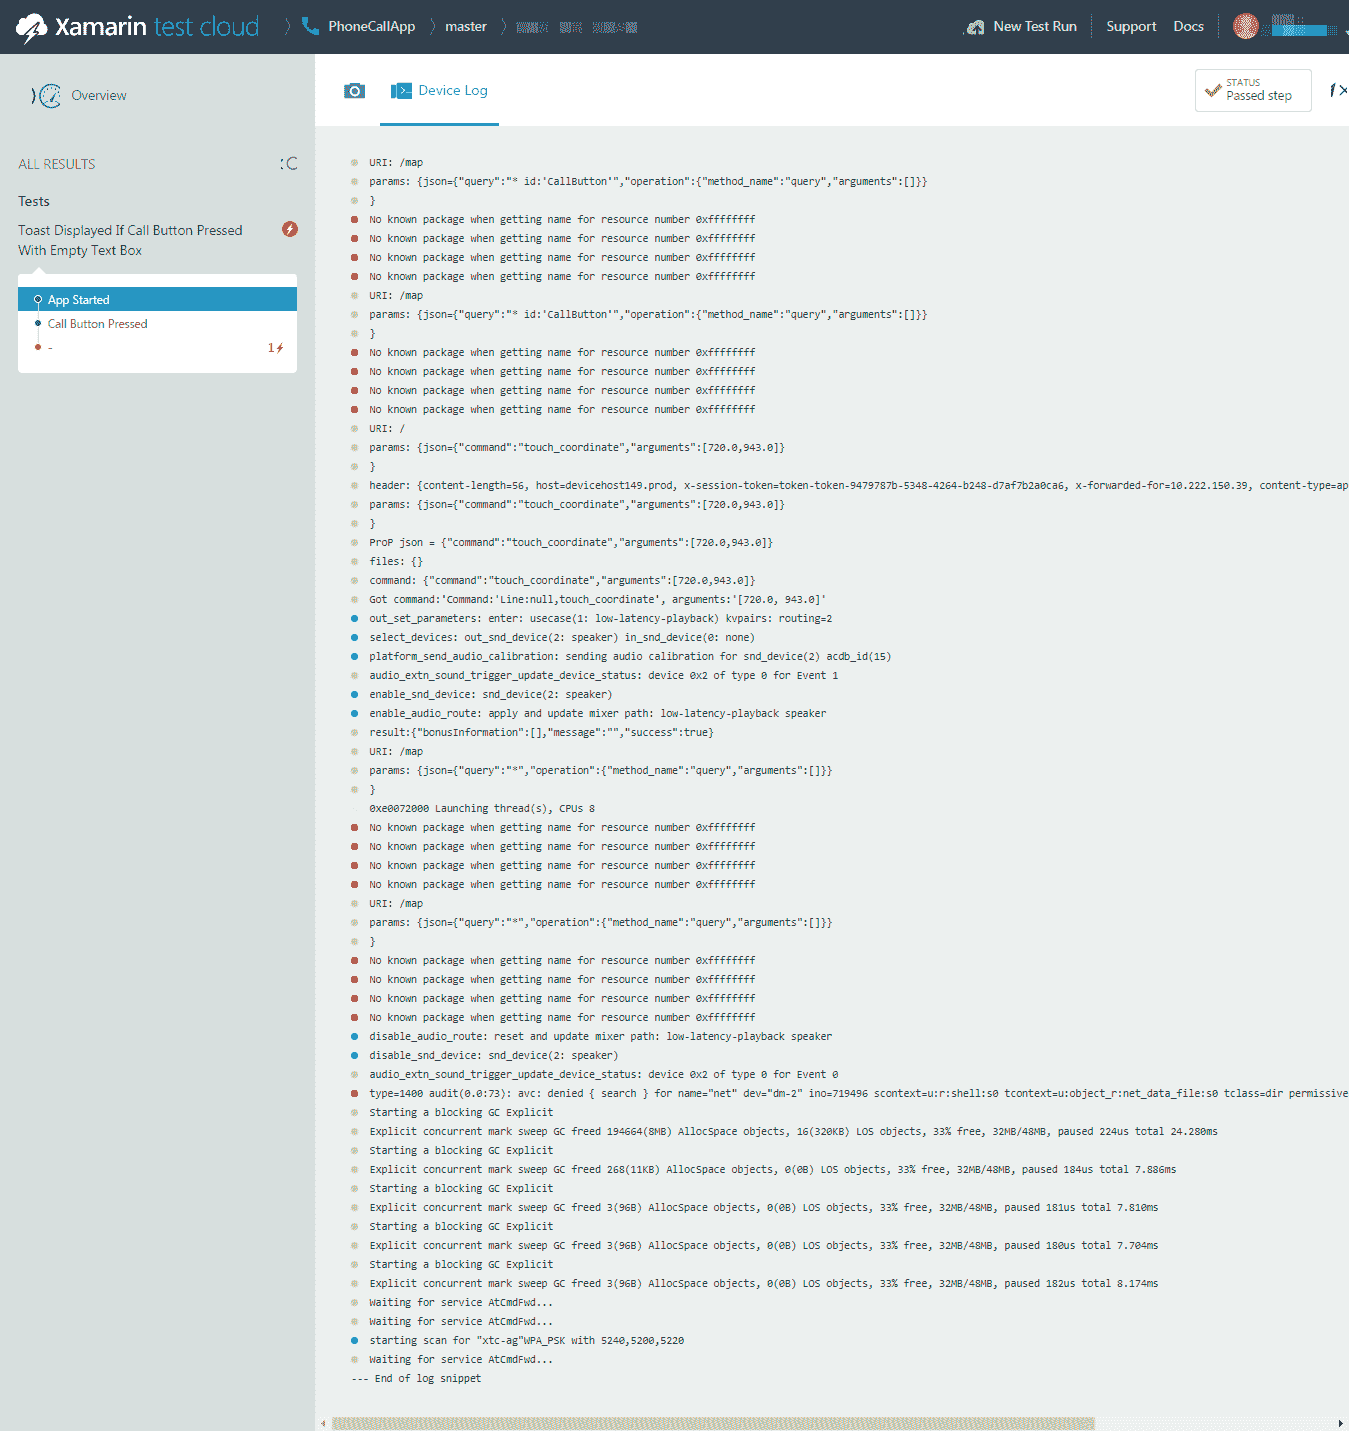 Xamarin test cloud PhoneCallApp master New Test Run Support Docs
Overview
Device Log
STATUS
Passed step
ALL RESULTS
Tests
Toast Displayed If Call Button Pressed
With Empty Text Box
App Started
Call Button Pressed
- 1
URI: /map
params: {json={"query":"* id:'CallButton'","operation":{"method_name":"query","arguments":[]}}
}
No known package when getting name for resource number 0xffffffff
No known package when getting name for resource number 0xffffffff
No known package when getting name for resource number 0xffffffff
No known package when getting name for resource number 0xffffffff
URI: /map
params: {json={"query":"* id:'CallButton'","operation":{"method_name":"query","arguments":[]}}
}
No known package when getting name for resource number 0xffffffff
No known package when getting name for resource number 0xffffffff
No known package when getting name for resource number 0xffffffff
No known package when getting name for resource number 0xffffffff
URI: /
params: {json={"command":"touch_coordinate","arguments":[720.0,943.0]}
}
header: {content-length=56, host=devicehost149.prod, x-session-token=token-token-9479787b-5348-4264-b248-d7af7b2a0ca6, x-forwarded-for=10.222.150.39, content-type=ap
params: {json={"command":"touch_coordinate","arguments":[720.0,943.0]}
}
ProP json = {"command":"touch_coordinate","arguments":[720.0,943.0]}
files: {}
command: {"command":"touch_coordinate","arguments":[720.0,943.0]}
Got command:'Command:'Line:null,touch_coordinate', arguments:'[720.0, 943.0]'
out_set_parameters: enter: usecase(1: low-latency-playback) kvpairs: routing=2
select_devices: out_snd_device(2: speaker) in_snd_device(0: none)
platform_send_audio_calibration: sending audio calibration for snd_device(2) acdb_id(15)
audio_extn_sound_trigger_update_device_status: device 0x2 of type 0 for Event 1
enable_snd_device: snd_device(2: speaker)
enable_audio_route: apply and update mixer path: low-latency-playback speaker
result:{"bonusInformation":[],"message":"","success":true}
URI: /map
params: {json={"query":"*","operation":{"method_name":"query","arguments":[]}}
}
0xe0072000 Launching thread(s), CPUs 8
No known package when getting name for resource number 0xffffffff
No known package when getting name for resource number 0xffffffff
No known package when getting name for resource number 0xffffffff
No known package when getting name for resource number 0xffffffff
URI: /map
params: {json={"query":"*","operation":{"method_name":"query","arguments":[]}}
}
No known package when getting name for resource number 0xffffffff
No known package when getting name for resource number 0xffffffff
No known package when getting name for resource number 0xffffffff
No known package when getting name for resource number 0xffffffff
disable_audio_route: reset and update mixer path: low-latency-playback speaker
disable_snd_device: snd_device(2: speaker)
audio_extn_sound_trigger_update_device_status: device 0x2 of type 0 for Event 0
type=1400 audit(0.0:73): avc: denied { search } for name="net" dev="dm-2" ino=719496 scontext=u:r:shell:s0 tcontext=u:object_r:net_data_file:s0 tclass=dir permissive
Starting a blocking GC Explicit
Explicit concurrent mark sweep GC freed 194664(8MB) AllocSpace objects, 16(320KB) LOS objects, 33% free, 32MB/48MB, paused 224us total 24.280ms
Starting a blocking GC Explicit
Explicit concurrent mark sweep GC freed 268(11KB) AllocSpace objects, 0(0B) LOS objects, 33% free, 32MB/48MB, paused 184us total 7.886ms
Starting a blocking GC Explicit
Explicit concurrent mark sweep GC freed 3(96B) AllocSpace objects, 0(0B) LOS objects, 33% free, 32MB/48MB, paused 181us total 7.810ms
Starting a blocking GC Explicit
Explicit concurrent mark sweep GC freed 3(96B) AllocSpace objects, 0(0B) LOS objects, 33% free, 32MB/48MB, paused 180us total 7.704ms
Starting a blocking GC Explicit
Explicit concurrent mark sweep GC freed 3(96B) AllocSpace objects, 0(0B) LOS objects, 33% free, 32MB/48MB, paused 182us total 8.174ms
Waiting for service AtCmdFwd...
Waiting for service AtCmdFwd...
starting scan for "xtc-ag"WPA_PSK with 5240,5200,5220
Waiting for service AtCmdFwd...
--- End of log snippet